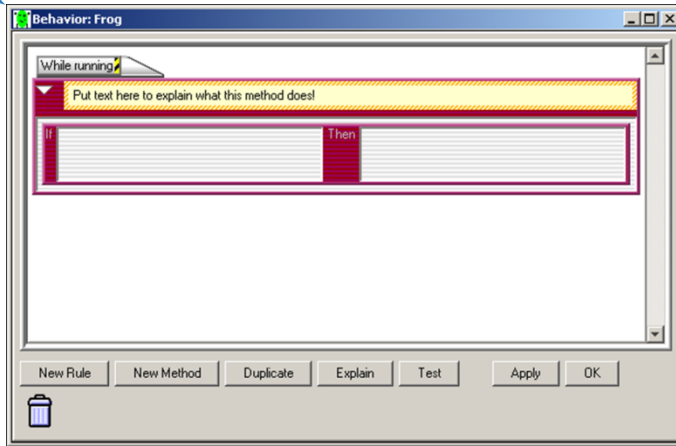 Behavior: Frog
While running
Put text here to explain what this method does!
If Then
New Rule New Method Duplicate Explain Test Apply OK